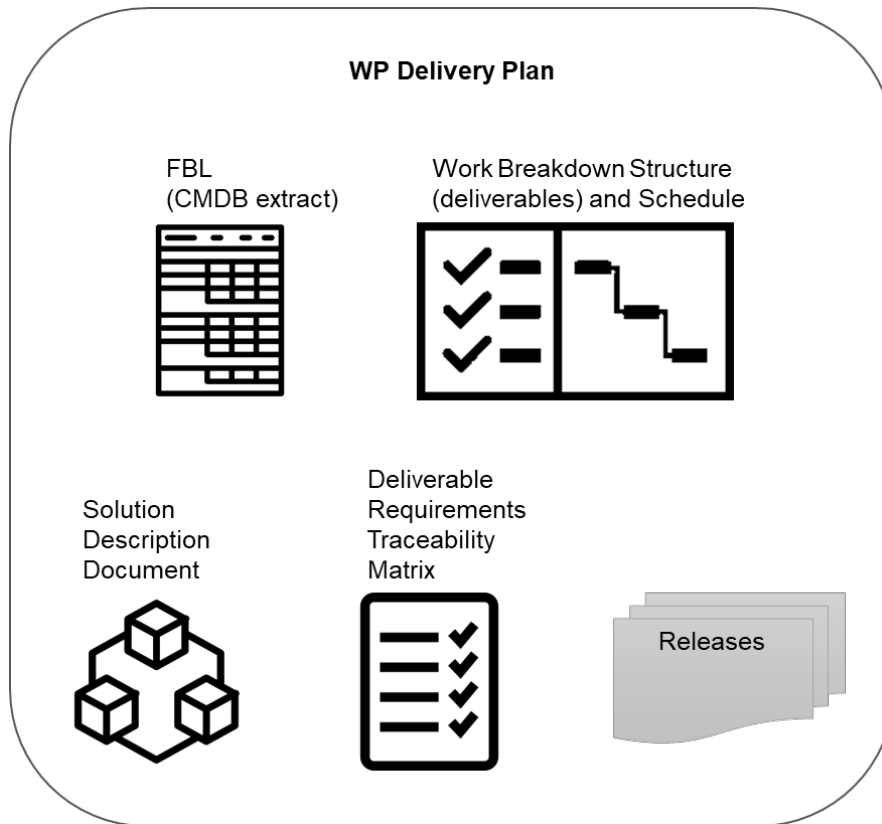 WP Delivery Plan
FBL
(CMDB extract)
Work Breakdown Structure
(deliverables) and Schedule
Solution
Description
Document
Deliverable
Requirements
Traceability
Matrix
Releases